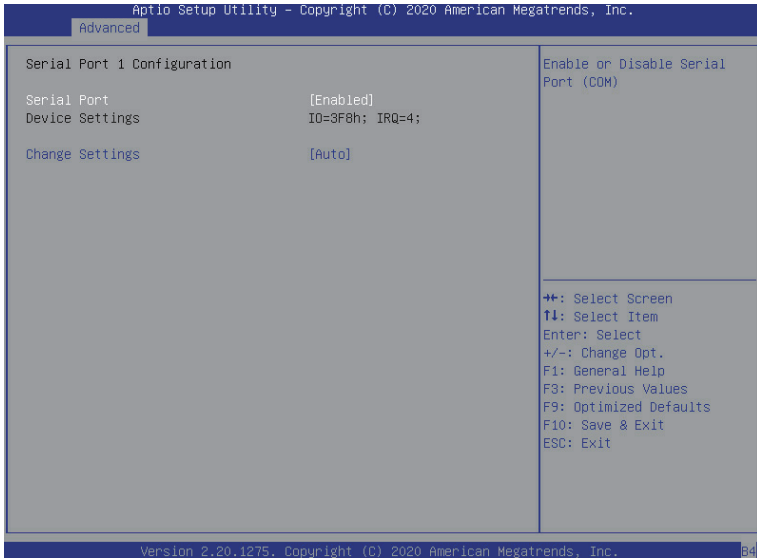 Aptio Setup Utility – Copyright (C) 2020 American Megatrends, Inc.
Advanced
Serial Port 1 Configuration
Serial Port [Enabled]
Device Settings IO=3F8h; IRQ=4;
Change Settings [Auto]
Enable or Disable Serial
Port (COM)
→←: Select Screen
↑↓: Select Item
Enter: Select
+/-: Change Opt.
F1: General Help
F3: Previous Values
F9: Optimized Defaults
F10: Save & Exit
ESC: Exit
Version 2.20.1275. Copyright (C) 2020 American Megatrends, Inc.
B4